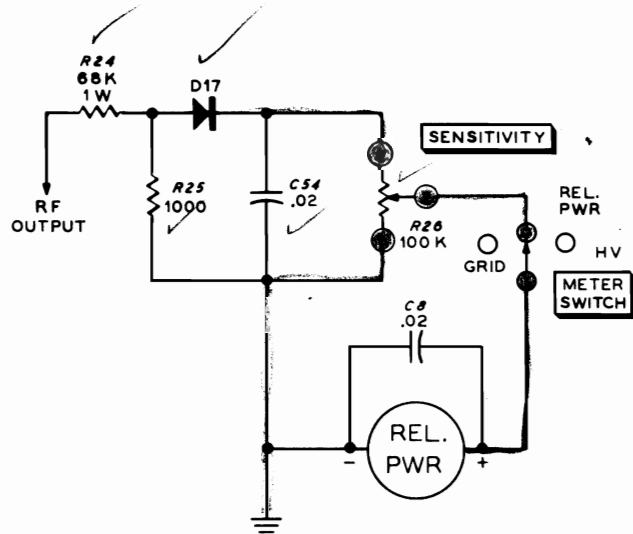 R24
68K
1W
D17
SENSITIVITY
R25
1000
C54
.02
RF
OUTPUT
R26
100K
REL.
PWR
GRID
HV
METER
SWITCH
C8
.02
REL.
PWR
-
+